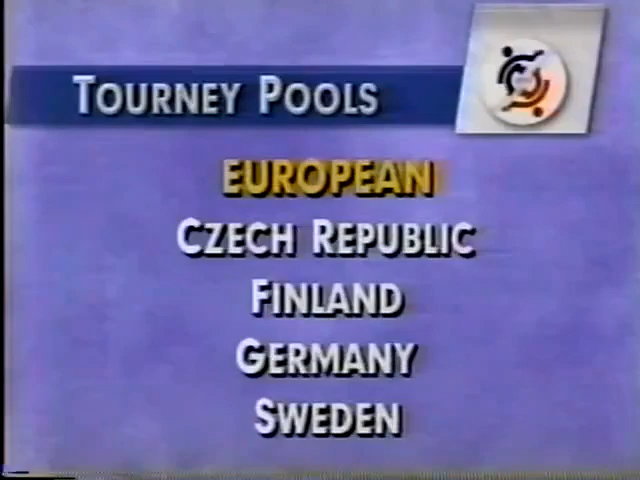 TOURNEY POOLS
EUROPEAN
CZECH REPUBLIC
FINLAND
GERMANY
SWEDEN